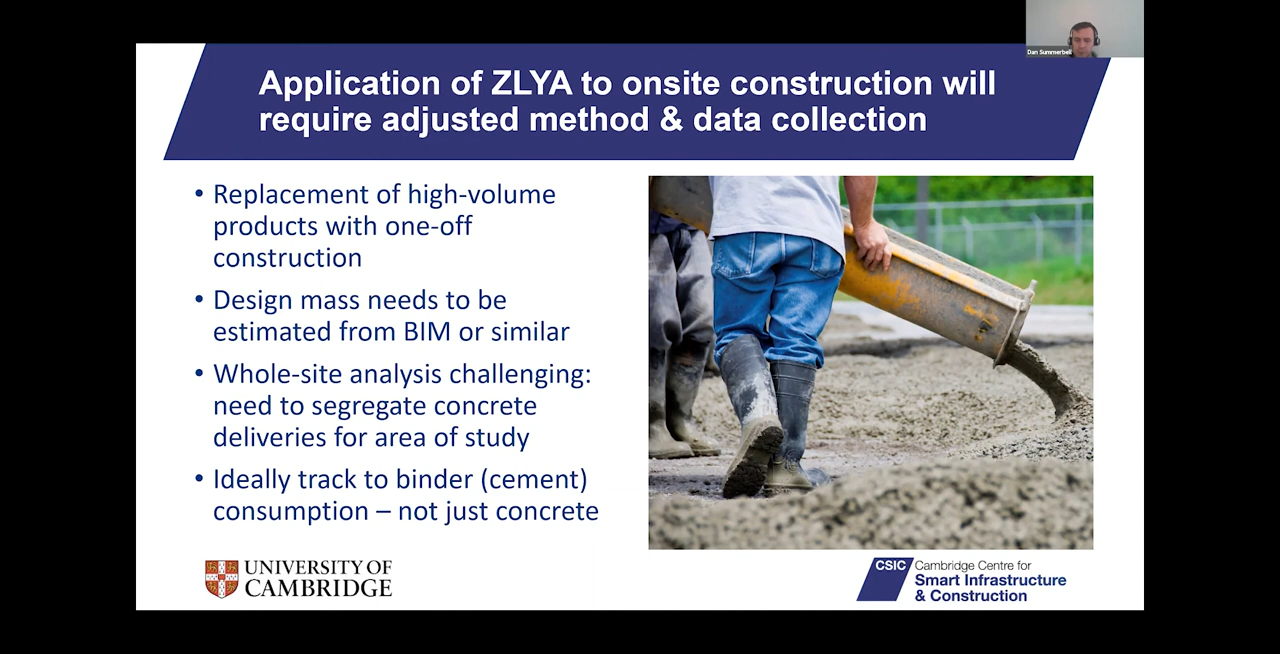 Dan Summerbell
Application of ZLYA to onsite construction will
require adjusted method & data collection
• Replacement of high-volume
products with one-off
construction
• Design mass needs to be
estimated from BIM or similar
• Whole-site analysis challenging:
need to segregate concrete
deliveries for area of study
• Ideally track to binder (cement)
consumption – not just concrete
UNIVERSITY OF
CAMBRIDGE
CSIC
Cambridge Centre for
Smart Infrastructure
& Construction